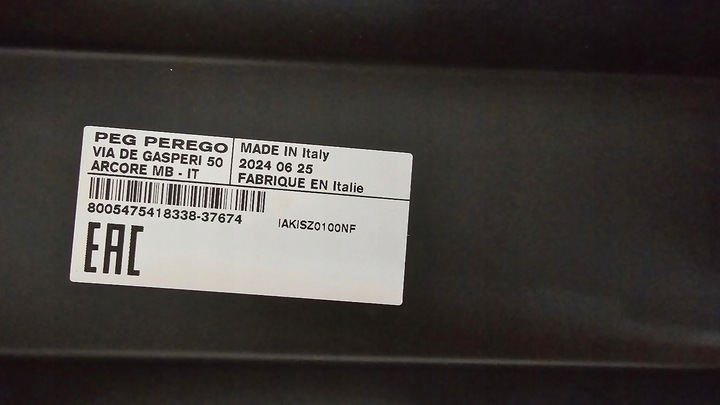 PEG PEREGO
VIA DE GASPERI 50
ARCORE MB - IT
MADE IN Italy
2024 06 25
FABRIQUE EN Italie
8005475418338-37674
IAKISZ0100NF
EAC